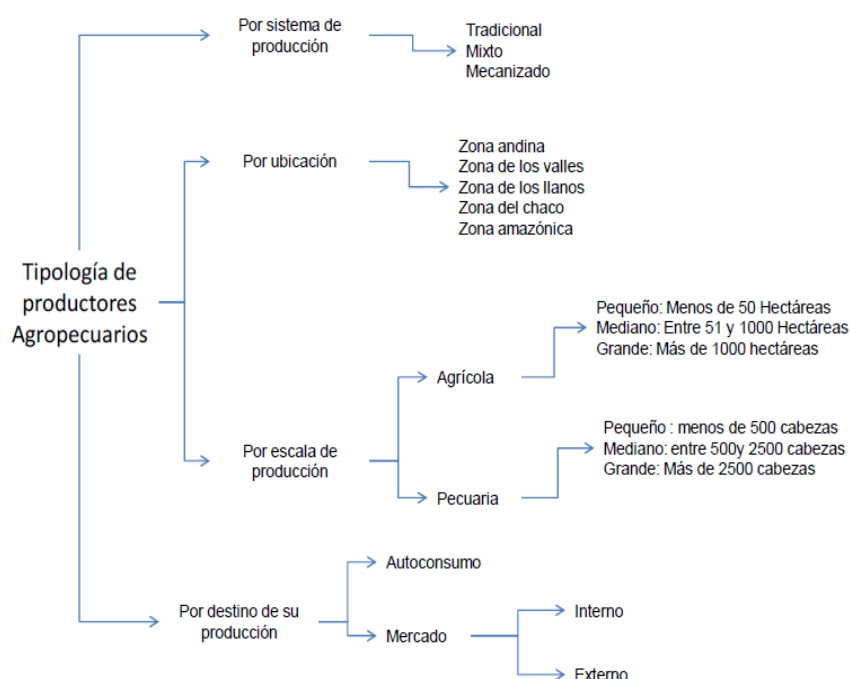 Por sistema de
producción
Tradicional
Mixto
Mecanizado
Por ubicación
Zona andina
Zona de los valles
Zona de los llanos
Zona del chaco
Zona amazónica
Tipología de
productores
Agropecuarios
Por escala de
producción
Agrícola
Pequeño: Menos de 50 Hectáreas
Mediano: Entre 51 y 1000 Hectáreas
Grande: Más de 1000 hectáreas
Pecuaria
Pequeño : menos de 500 cabezas
Mediano: entre 500y 2500 cabezas
Grande: Más de 2500 cabezas
Por destino de su
producción
Autoconsumo
Mercado
Interno
Externo